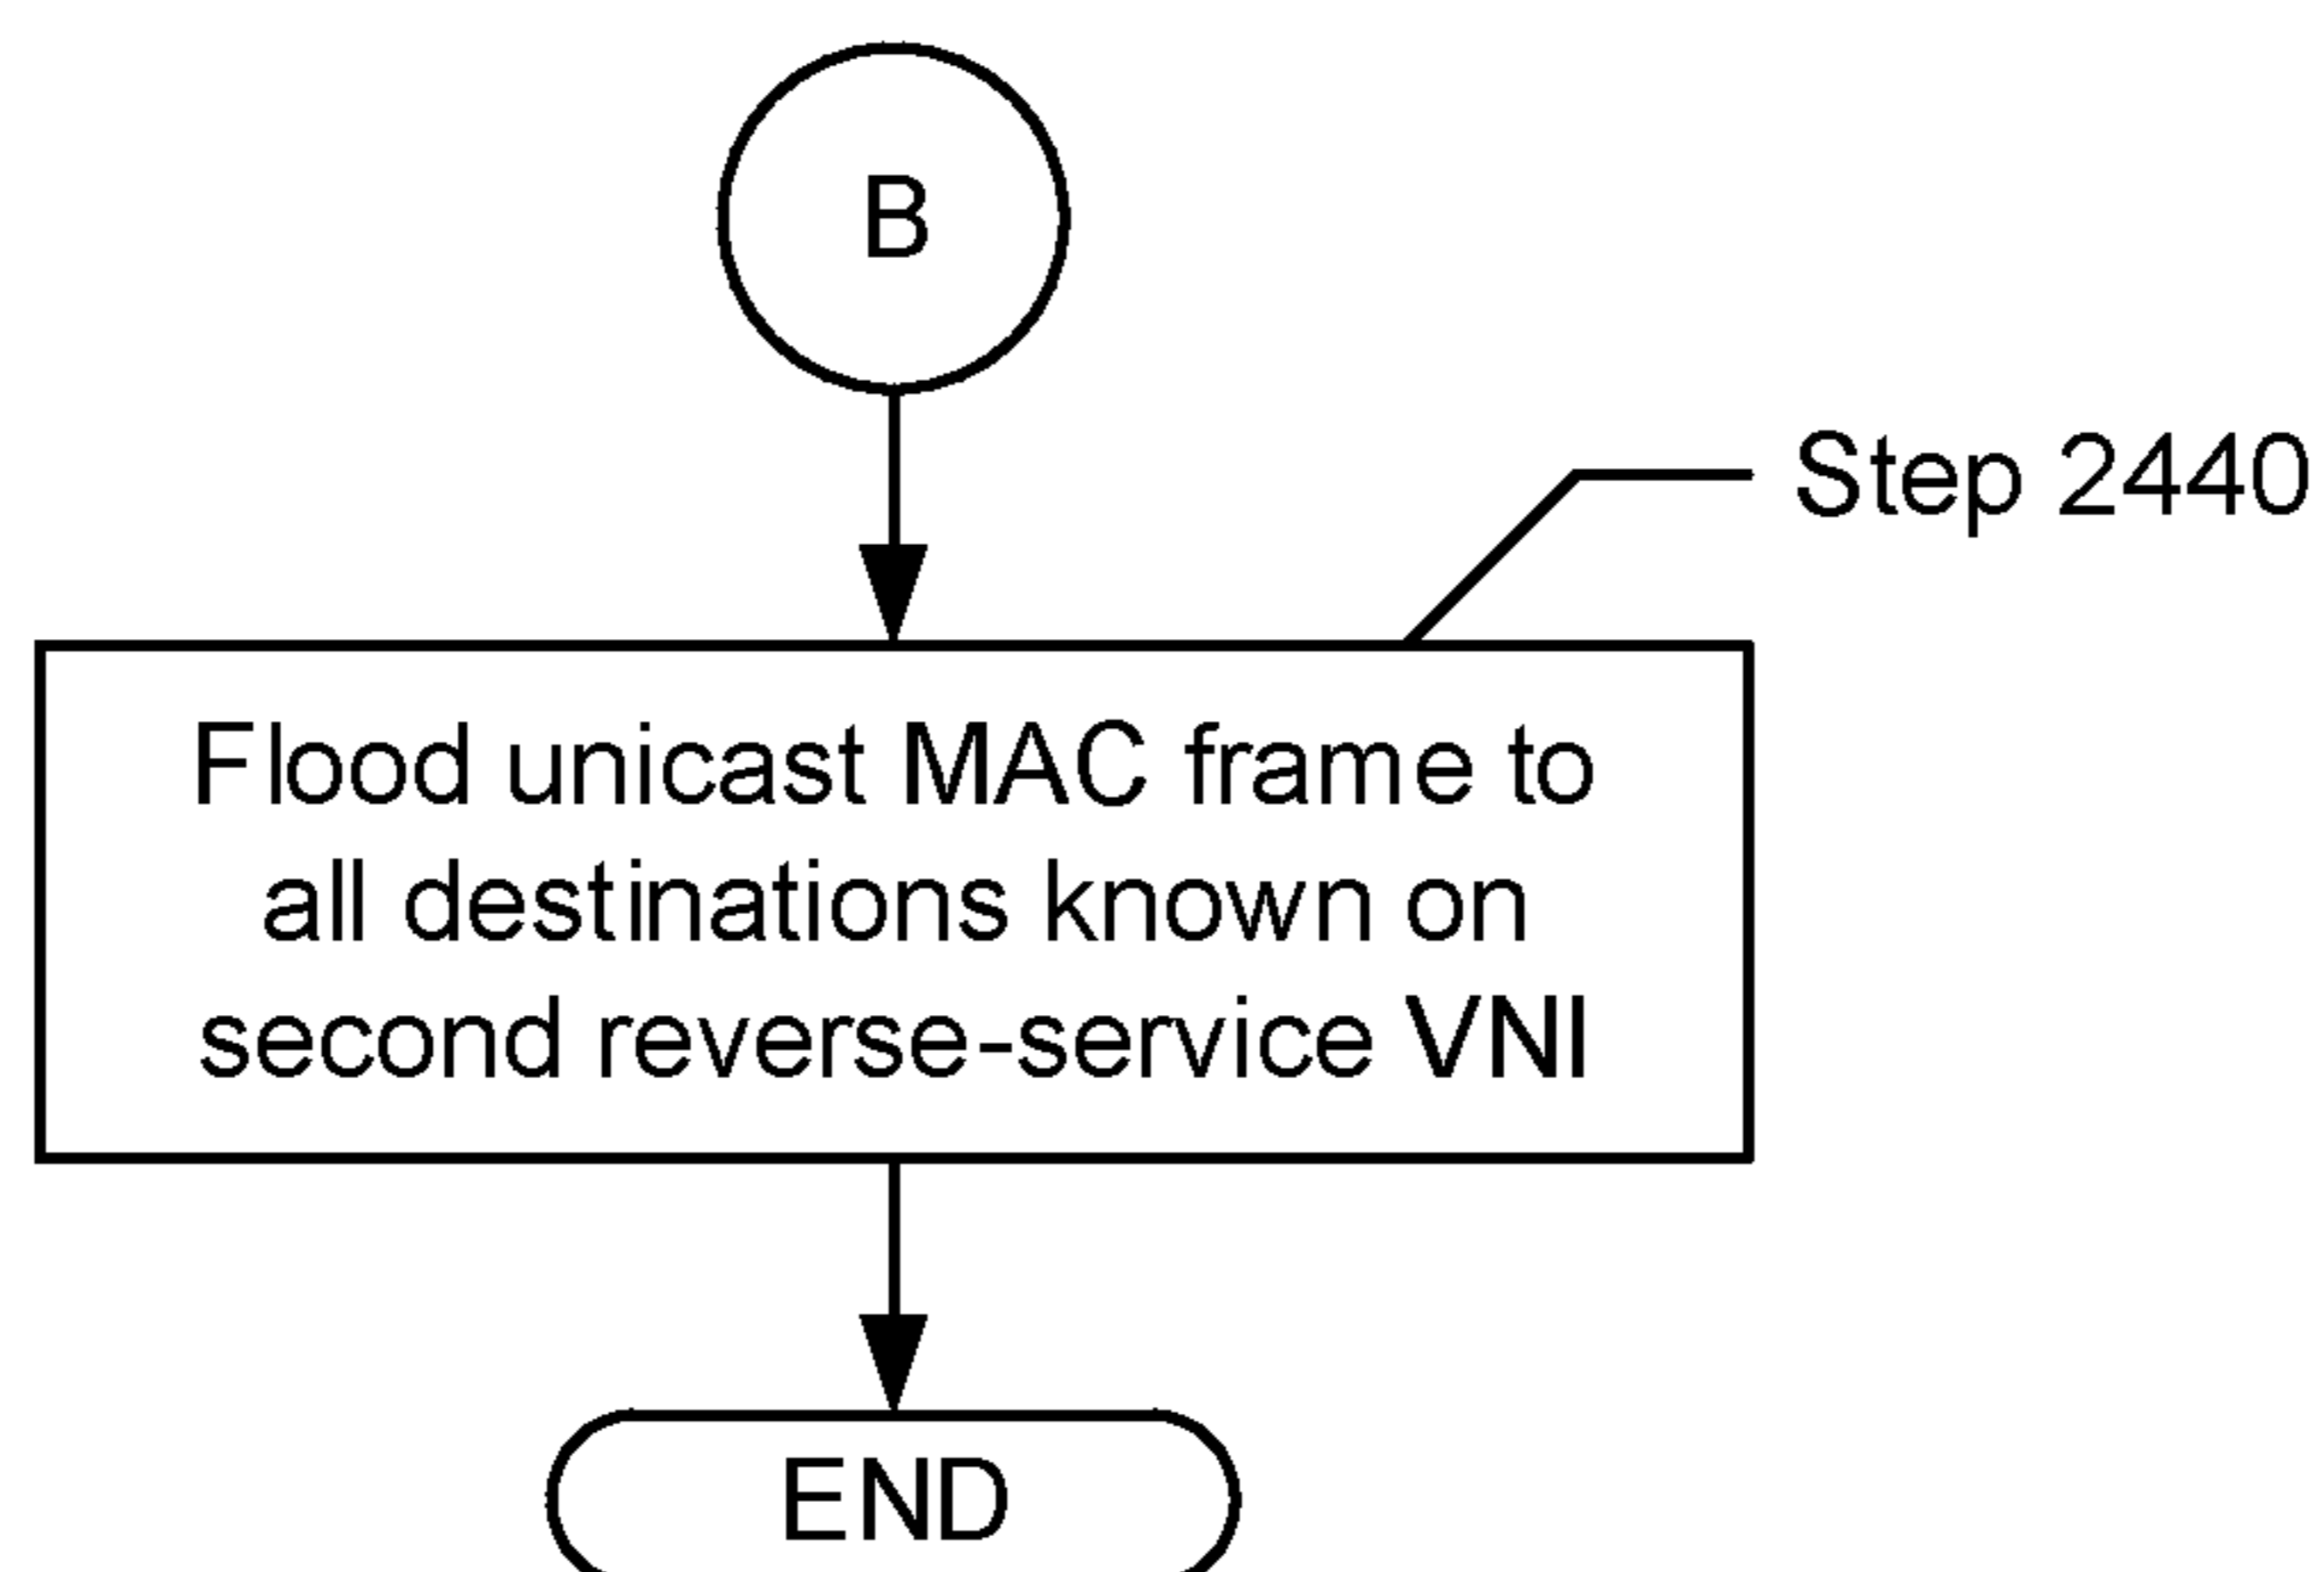 B
Step 2440
Flood unicast MAC frame to
all destinations known on
second reverse-service VNI
END